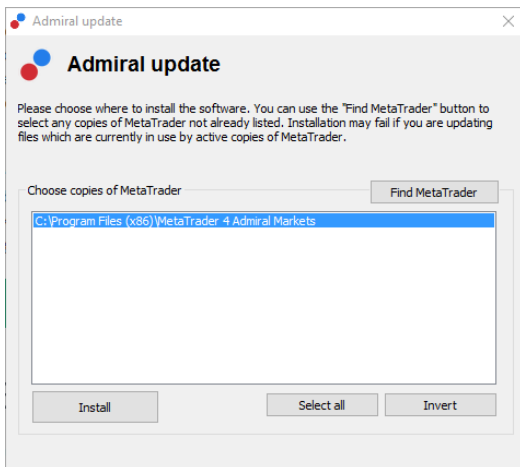 Admiral update
Admiral update
Please choose where to install the software. You can use the "Find MetaTrader" button to
select any copies of MetaTrader not already listed. Installation may fail if you are updating
files which are currently in use by active copies of MetaTrader.
Choose copies of MetaTrader
Find MetaTrader
C:\Program Files (x86)\MetaTrader 4 Admiral Markets
Install
Select all
Invert